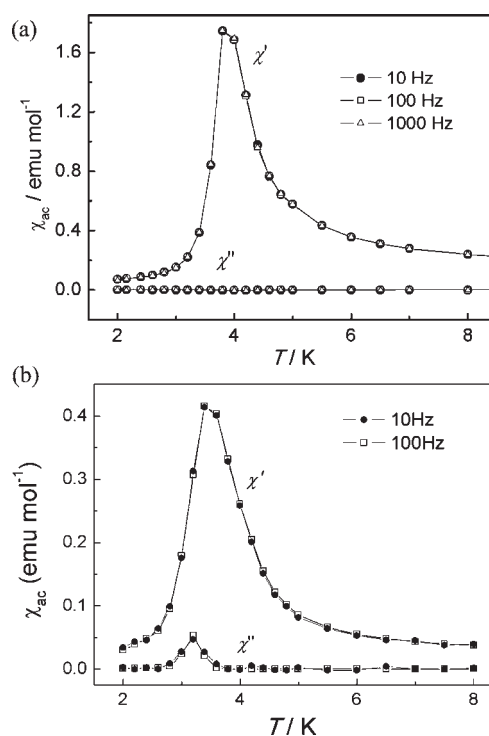 (a)
χ'
10 Hz
100 Hz
1000 Hz
χ''
χac / emu mol⁻¹
1.6
1.2
0.8
0.4
0.0
2 4 6 8
T / K
(b)
χ'
10Hz
100Hz
χ''
χac (emu mol⁻¹)
0.4
0.3
0.2
0.1
0.0
2 4 6 8
T / K